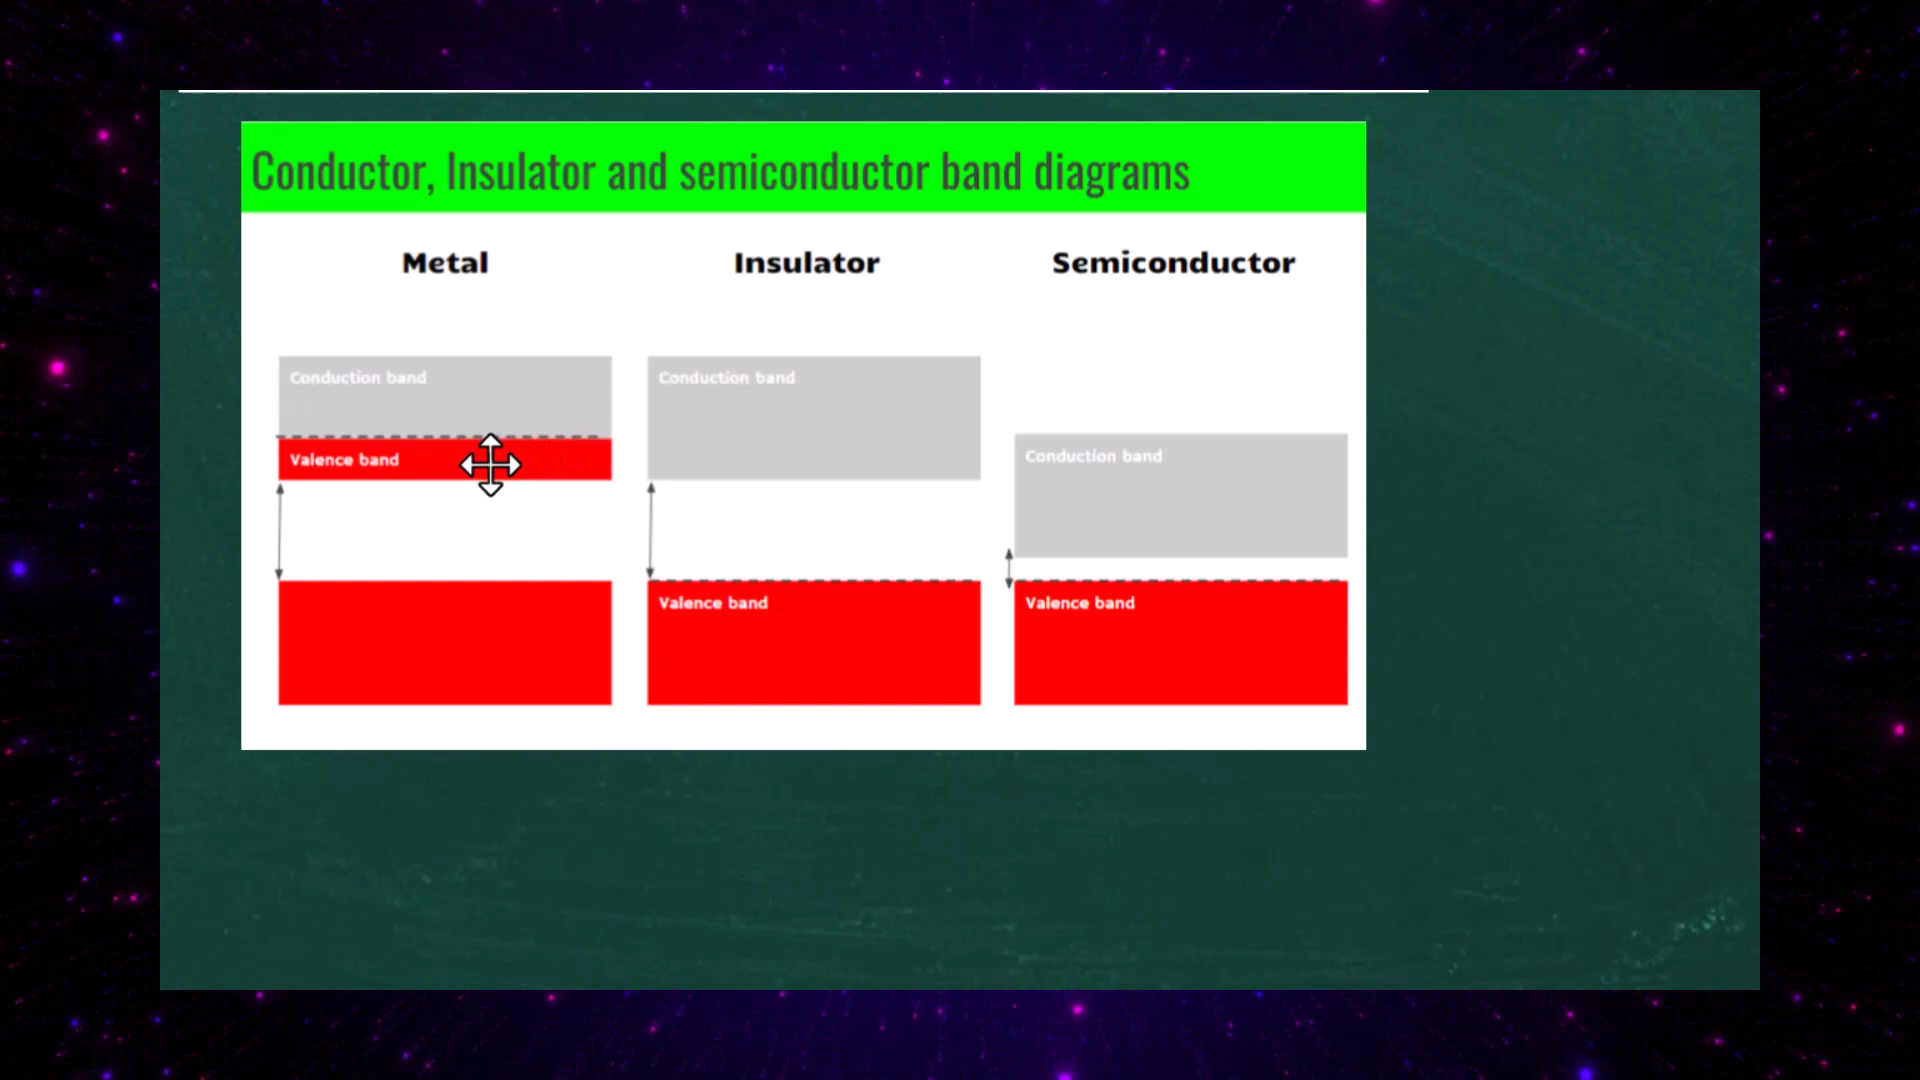 Conductor, Insulator and semiconductor band diagrams
Metal
Insulator
Semiconductor
Conduction band
Conduction band
Conduction band
Valence band
Valence band
Valence band